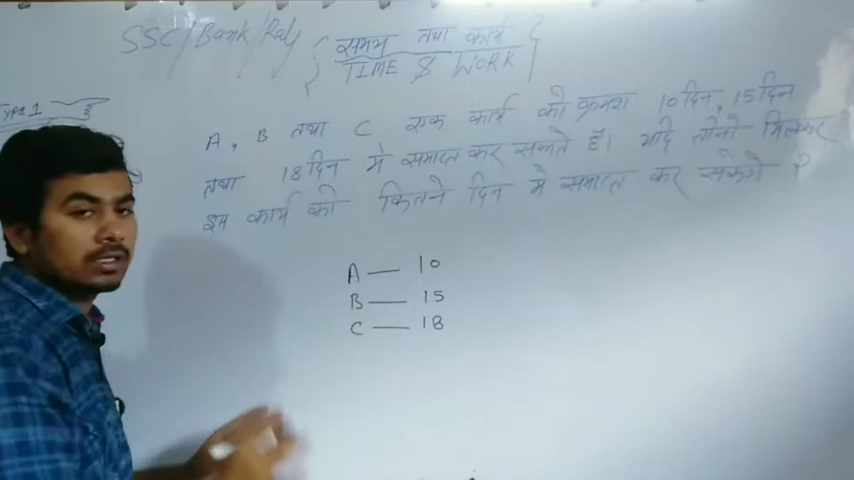 SSC/Bank/Rail
{ समय तथा कार्य }
TIME & WORK
Type 1
A, B तथा C एक कार्य को क्रमश 10 दिन, 15 दिन
तथा 18 दिन मे समाप्त कर सकते हैं। यदि तीनो मिलकर
इस कार्य को कितने दिन मे समाप्त कर सकेगे ?
A — 10
B — 15
C — 18